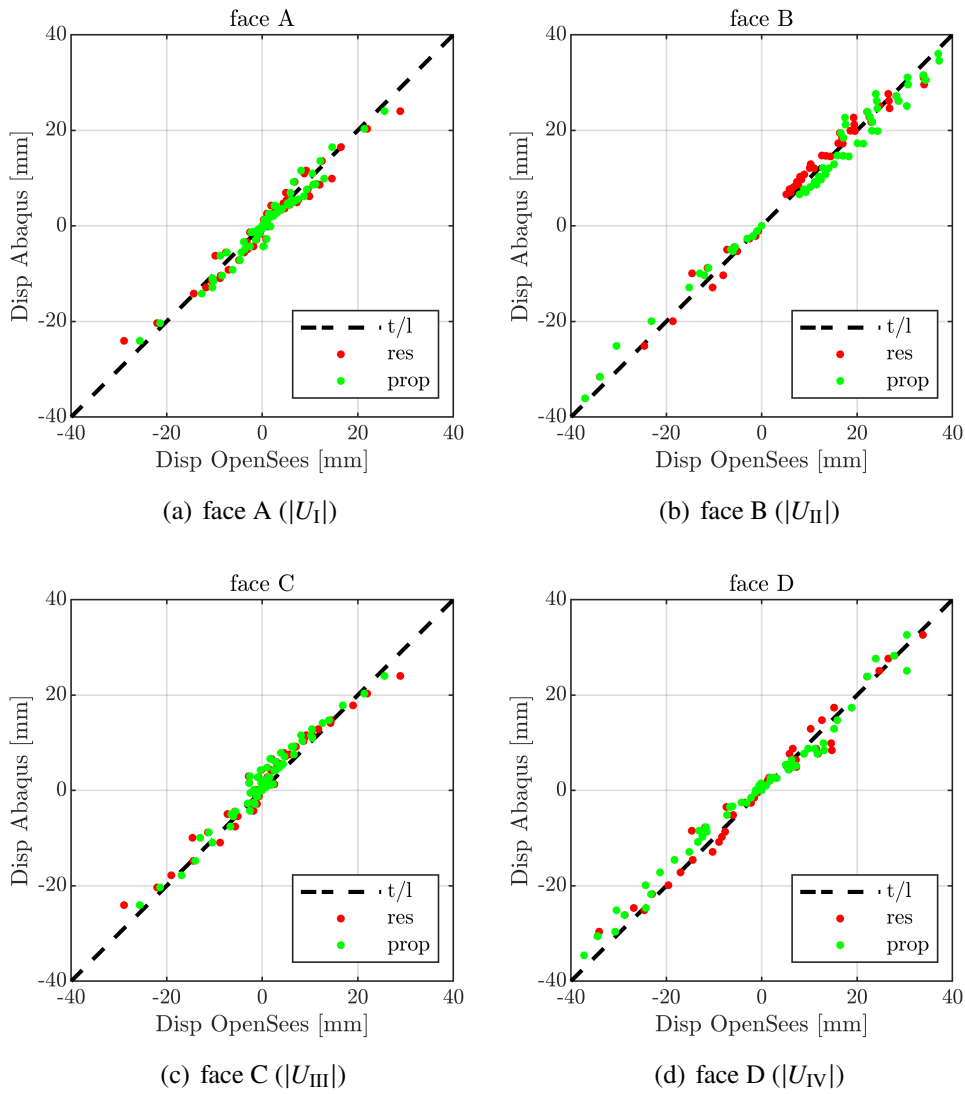 face A
40
20
0
-20
-40
Disp Abaqus [mm]
t/l
res
prop
-40 -20 0 20 40
Disp OpenSees [mm]
(a) face A (|U_I|)
face B
40
20
0
-20
-40
Disp Abaqus [mm]
t/l
res
prop
-40 -20 0 20 40
Disp OpenSees [mm]
(b) face B (|U_II|)
face C
40
20
0
-20
-40
Disp Abaqus [mm]
t/l
res
prop
-40 -20 0 20 40
Disp OpenSees [mm]
(c) face C (|U_III|)
face D
40
20
0
-20
-40
Disp Abaqus [mm]
t/l
res
prop
-40 -20 0 20 40
Disp OpenSees [mm]
(d) face D (|U_IV|)